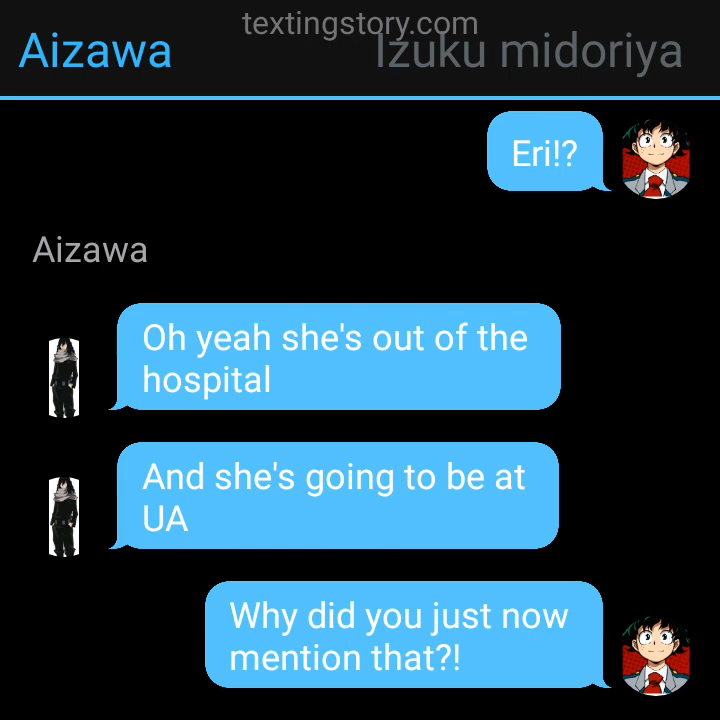 textingstory.com
Aizawa
Izuku midoriya
Eri!?
Aizawa
Oh yeah she's out of the
hospital
And she's going to be at
UA
Why did you just now
mention that?!